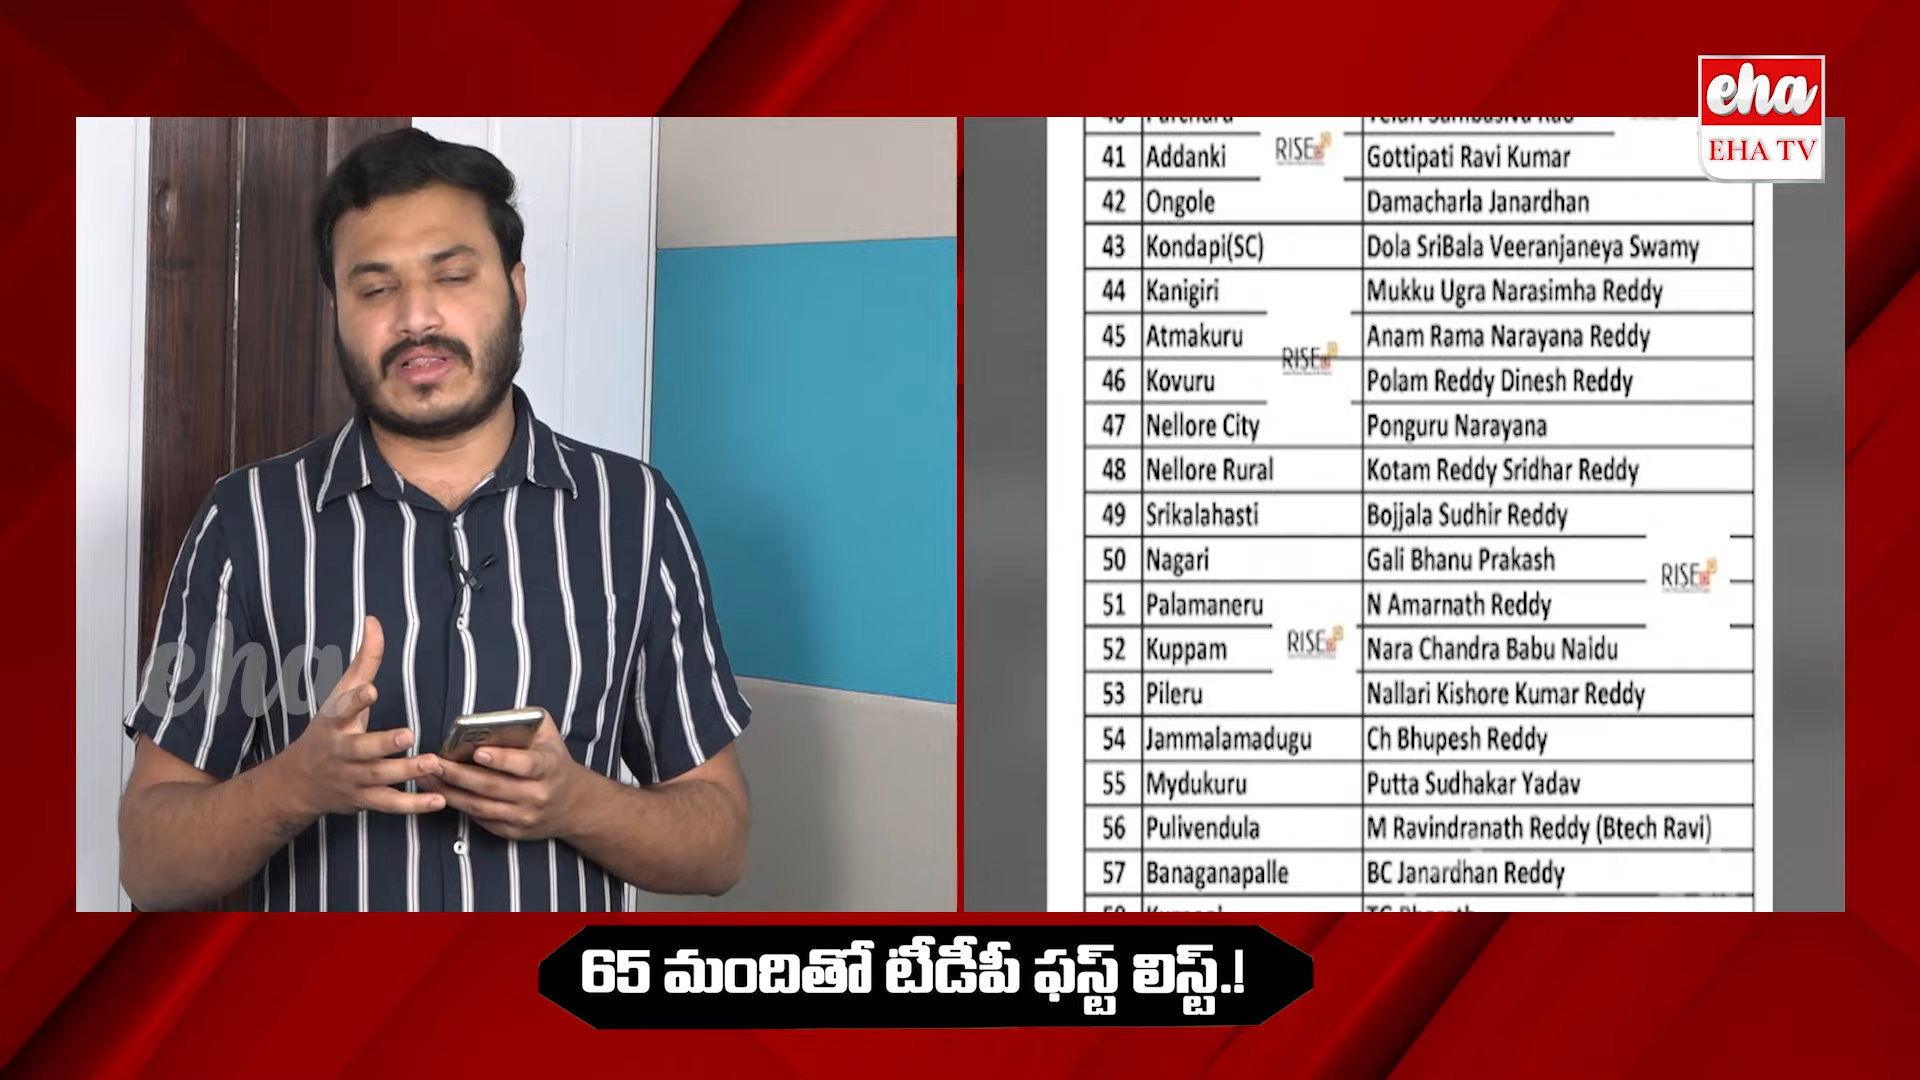 eha
EHA TV
41 Addanki RISE Gottipati Ravi Kumar
42 Ongole Damacharla Janardhan
43 Kondapi(SC) Dola SriBala Veeranjaneya Swamy
44 Kanigiri Mukku Ugra Narasimha Reddy
45 Atmakuru RISE Anam Rama Narayana Reddy
46 Kovuru Polam Reddy Dinesh Reddy
47 Nellore City Ponguru Narayana
48 Nellore Rural Kotam Reddy Sridhar Reddy
49 Srikalahasti Bojjala Sudhir Reddy
50 Nagari Gali Bhanu Prakash RISE
51 Palamaneru N Amarnath Reddy
52 Kuppam RISE Nara Chandra Babu Naidu
53 Pileru Nallari Kishore Kumar Reddy
54 Jammalamadugu Ch Bhupesh Reddy
55 Mydukuru Putta Sudhakar Yadav
56 Pulivendula M Ravindranath Reddy (Btech Ravi)
57 Banaganapalle BC Janardhan Reddy
eha
65 మందితో టీడీపీ ఫస్ట్ లిస్ట్.!